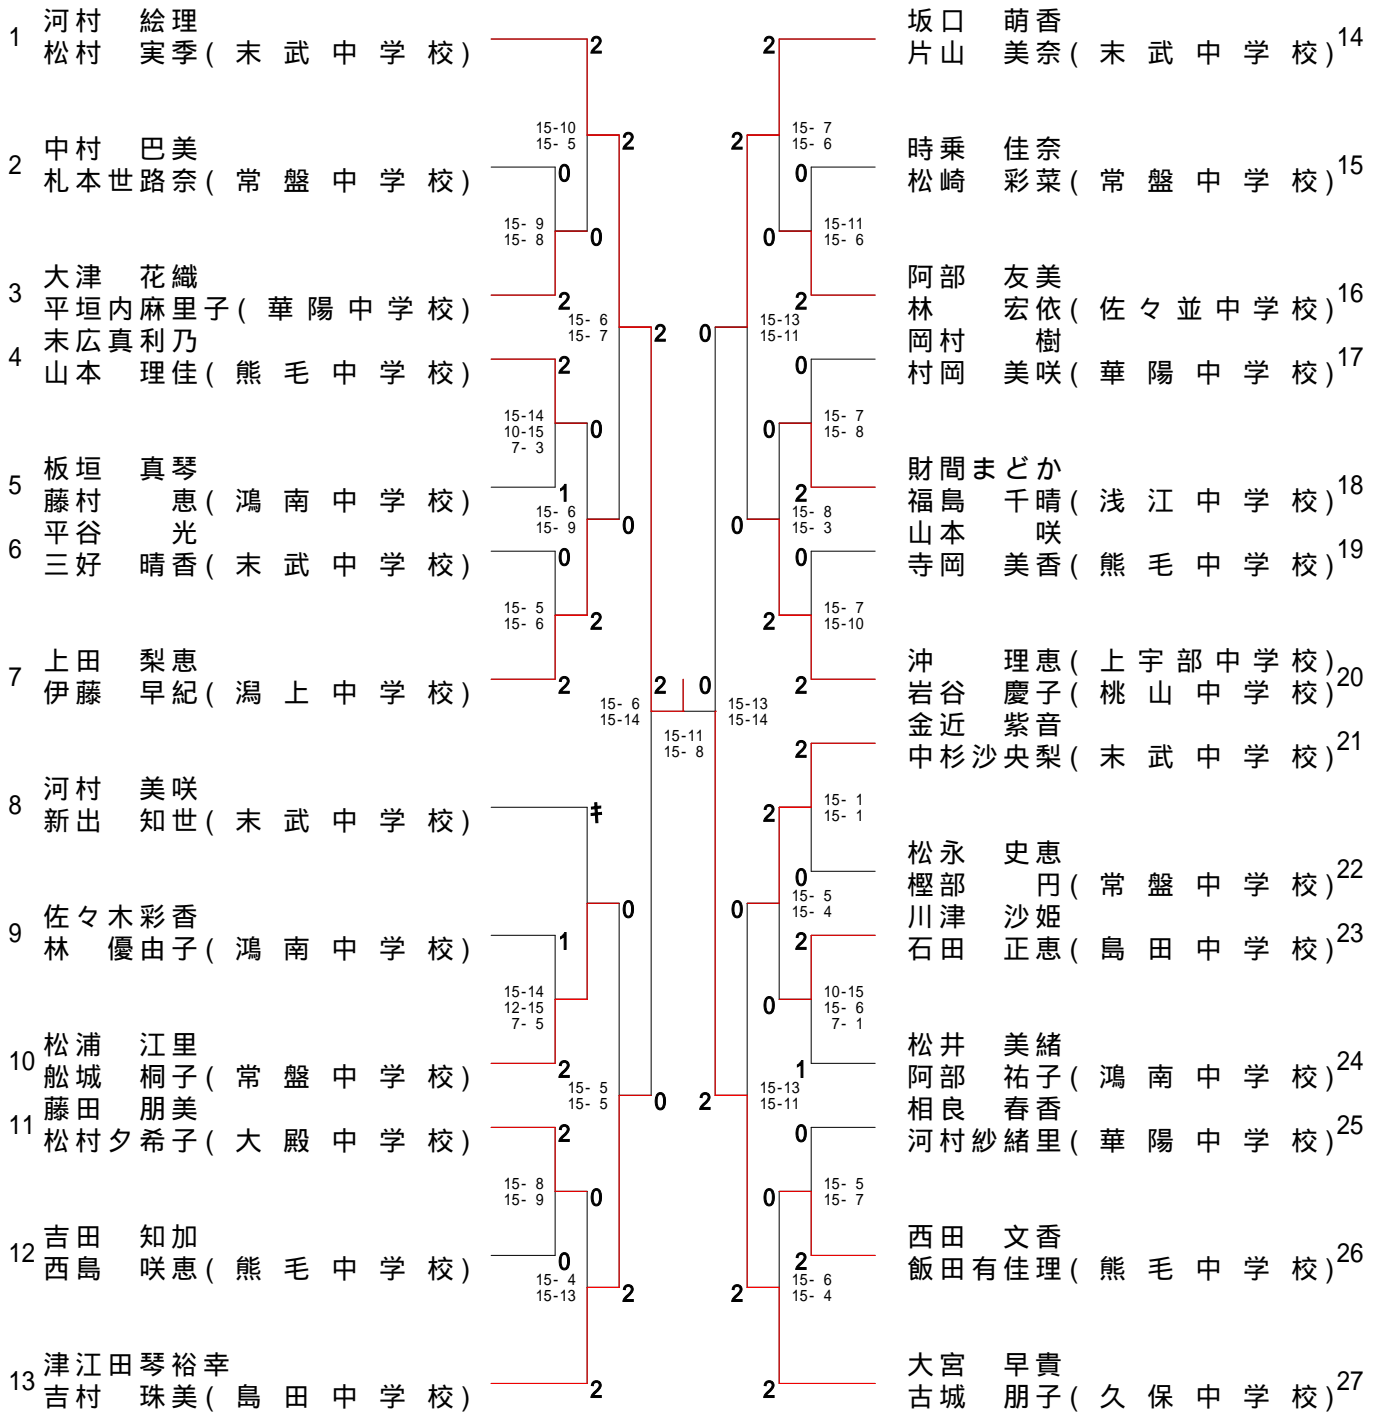 1
河村 絵理
松村 実季(末武中学校)
2
中村 巴美
札本世路奈(常盤中学校)
3
大津 花織
平垣内麻里子(華陽中学校)
4
末広真利乃
山本 理佳(熊毛中学校)
5
板垣 真琴
藤村 恵(鴻南中学校)
6
平谷 光
三好 晴香(末武中学校)
7
上田 梨恵
伊藤 早紀(潟上中学校)
8
河村 美咲
新出 知世(末武中学校)
9
佐々木彩香
林 優由子(鴻南中学校)
10
松浦 江里
舩城 桐子(常盤中学校)
11
藤田 朋美
松村夕希子(大殿中学校)
12
吉田 知加
西島 咲恵(熊毛中学校)
13
津江田琴裕幸
吉村 珠美(島田中学校)
2
15-10
15- 5
2
0
15- 9
15- 8
0
2
15- 6
15- 7
2
2
15-14
10-15
7- 3
0
1
15- 6
15- 9
0
0
15- 5
15- 6
2
2
15- 6
15-14
2
0
15-11
15- 8
15-13
15-14
キ
0
1
15-14
12-15
7- 5
2
15- 5
15- 5
0
2
15- 8
15- 9
0
0
15- 4
15-13
2
2
2
2
15- 7
15- 6
0
0
15-11
15- 6
2
0
15-13
15-11
0
0
15- 7
15- 8
2
0
15- 8
15- 3
0
2
15- 7
15-10
2
2
2
15- 1
15- 1
0
0
15- 5
15- 4
2
0
10-15
15- 6
7- 1
1
2
15-13
15-11
0
0
15- 5
15- 7
2
2
15- 6
15- 4
2
坂口 萌香
片山 美奈(末武中学校)
14
時乗 佳奈
松崎 彩菜(常盤中学校)
15
阿部 友美
林 宏依(佐々並中学校)
16
岡村 樹
村岡 美咲(華陽中学校)
17
財間まどか
福島 千晴(浅江中学校)
18
山本 咲
寺岡 美香(熊毛中学校)
19
沖 理恵(上宇部中学校)
岩谷 慶子(桃山中学校)
20
金近 紫音
中杉沙央梨(末武中学校)
21
松永 史恵
樫部 円(常盤中学校)
22
川津 沙姫
石田 正恵(島田中学校)
23
松井 美緒
阿部 祐子(鴻南中学校)
24
相良 春香
河村紗緒里(華陽中学校)
25
西田 文香
飯田有佳理(熊毛中学校)
26
大宮 早貴
古城 朋子(久保中学校)
27